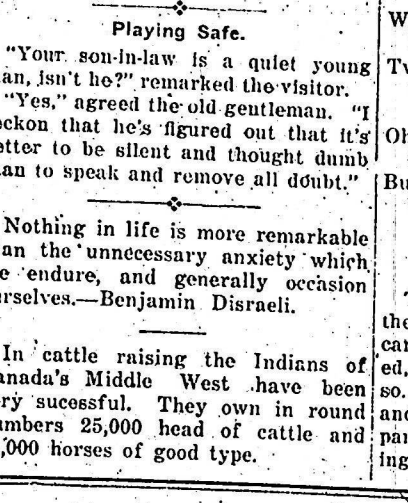 Playing Safe.
"Your son-in-law is a quiet young
an, isn't he?" remarked the visitor.
"Yes," agreed the old gentleman. "I
eckon that he's figured out that it's
etter to be silent and thought dumb
an to speak and remove all doubt."
Nothing in life is more remarkable
an the unnecessary anxiety which
e endure, and generally occasion
urselves.—Benjamin Disraeli.
In cattle raising the Indians of
anada's Middle West have been
ry sucessful. They own in round
umbers 25,000 head of cattle and
,000 horses of good type.
W
Tv
Oh
Bu
the
car
ed,
so.
and
par
ing